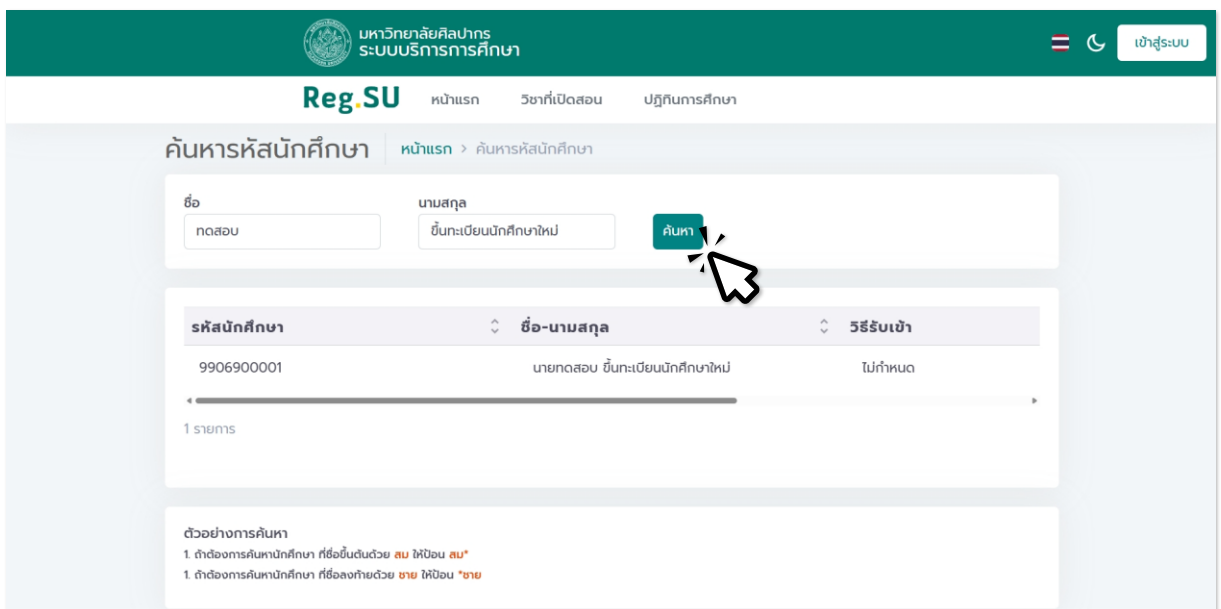 มหาวิทยาลัยศิลปากร
ระบบบริการการศึกษา
เข้าสู่ระบบ
Reg.SU หน้าแรก วิชาที่เปิดสอน ปฏิทินการศึกษา
ค้นหารหัสนักศึกษา หน้าแรก > ค้นหารหัสนักศึกษา
ชื่อ นามสกุล
ทดสอบ ขึ้นทะเบียนนักศึกษาใหม่ ค้นหา
รหัสนักศึกษา ชื่อ-นามสกุล วิธีรับเข้า
9906900001 นายทดสอบ ขึ้นทะเบียนนักศึกษาใหม่ ไม่กำหนด
1 รายการ
ตัวอย่างการค้นหา
1. ถ้าต้องการค้นหานักศึกษา ที่ชื่อขึ้นต้นด้วย สม ให้ป้อน สม*
1. ถ้าต้องการค้นหานักศึกษา ที่ชื่อลงท้ายด้วย ชาย ให้ป้อน *ชาย